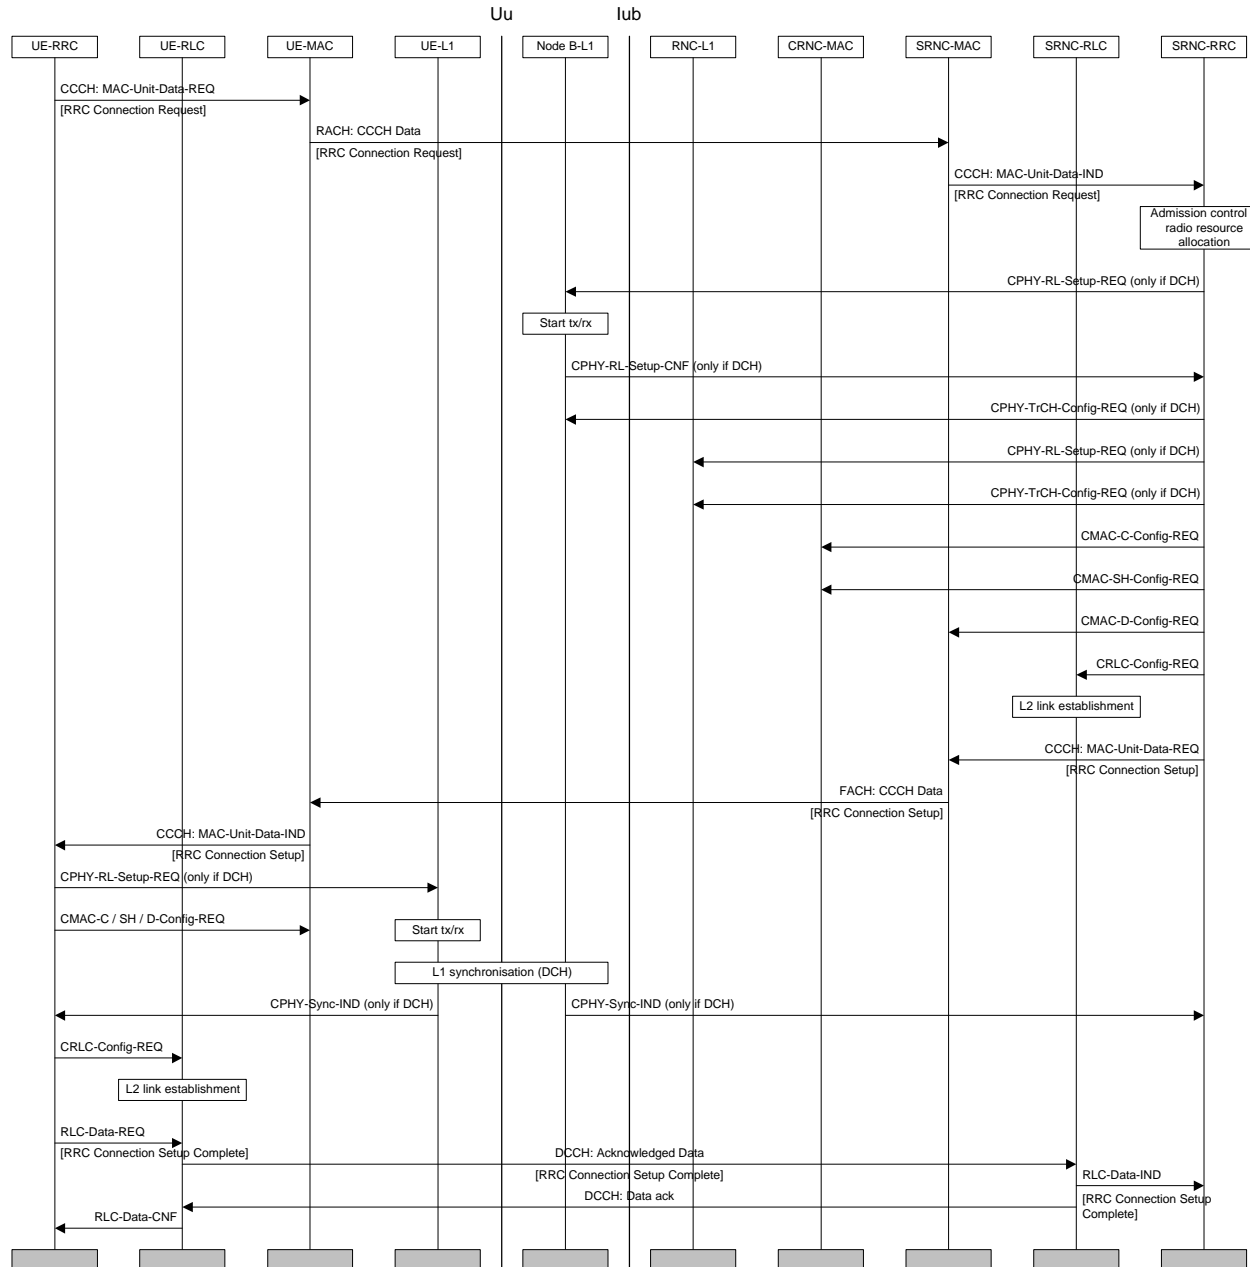 Uu
Iub
UE-RRC
UE-RLC
UE-MAC
UE-L1
Node B-L1
RNC-L1
CRNC-MAC
SRNC-MAC
SRNC-RLC
SRNC-RRC
CCCH: MAC-Unit-Data-REQ
[RRC Connection Request]
RACH: CCCH Data
[RRC Connection Request]
CCCH: MAC-Unit-Data-IND
[RRC Connection Request]
Admission control
radio resource
allocation
CPHY-RL-Setup-REQ (only if DCH)
Start tx/rx
CPHY-RL-Setup-CNF (only if DCH)
CPHY-TrCH-Config-REQ (only if DCH)
CPHY-RL-Setup-REQ (only if DCH)
CPHY-TrCH-Config-REQ (only if DCH)
CMAC-C-Config-REQ
CMAC-SH-Config-REQ
CMAC-D-Config-REQ
CRLC-Config-REQ
L2 link establishment
CCCH: MAC-Unit-Data-REQ
[RRC Connection Setup]
FACH: CCCH Data
[RRC Connection Setup]
CCCH: MAC-Unit-Data-IND
[RRC Connection Setup]
CPHY-RL-Setup-REQ (only if DCH)
CMAC-C / SH / D-Config-REQ
Start tx/rx
L1 synchronisation (DCH)
CPHY-Sync-IND (only if DCH)
CPHY-Sync-IND (only if DCH)
CRLC-Config-REQ
L2 link establishment
RLC-Data-REQ
[RRC Connection Setup Complete]
DCCH: Acknowledged Data
[RRC Connection Setup Complete]
RLC-Data-IND
[RRC Connection Setup
Complete]
DCCH: Data ack
RLC-Data-CNF